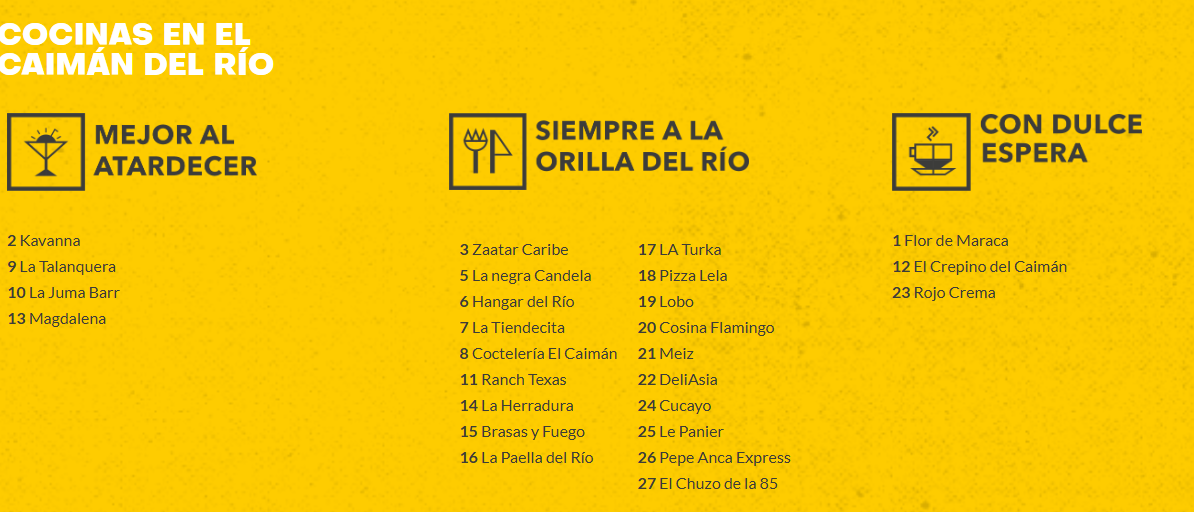 COCINAS EN EL
CAIMÁN DEL RÍO
MEJOR AL
ATARDECER
2 Kavanna
9 La Talanquera
10 La Juma Barr
13 Magdalena
SIEMPRE A LA
ORILLA DEL RÍO
3 Zaatar Caribe
5 La negra Candela
6 Hangar del Río
7 La Tiendecita
8 Coctelería El Caimán
11 Ranch Texas
14 La Herradura
15 Brasas y Fuego
16 La Paella del Río
17 LA Turka
18 Pizza Lela
19 Lobo
20 Cosina Flamingo
21 Meiz
22 DeliAsia
24 Cucayo
25 Le Panier
26 Pepe Anca Express
27 El Chuzo de la 85
CON DULCE
ESPERA
1 Flor de Maraca
12 El Crepino del Caimán
23 Rojo Crema